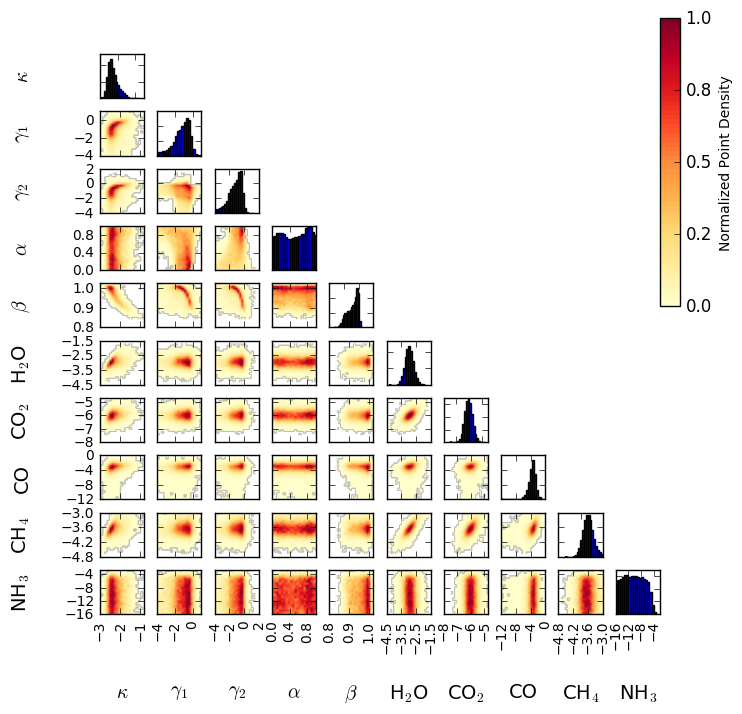 1.0
0.8
0.5
0.2
0.0
Normalized Point Density
κ
γ1
0
−2
−4
γ2
2
0
−2
−4
α
0.8
0.4
0.0
β
1.0
0.9
0.8
H2O
−1.5
−2.5
−3.5
−4.5
CO2
−5
−6
−7
−8
CO
0
−4
−8
−12
CH4
−3.0
−3.6
−4.2
−4.8
NH3
−4
−8
−12
−16
−3 −2 −1
−4 −2 0
−4 −2 0 2
0.0 0.4 0.8
0.8 0.9 1.0
−4.5 −3.5 −2.5 −1.5
−8 −7 −6 −5
−12 −8 −4 0
−4.8 −4.2 −3.6 −3.0
−16 −12 −8 −4
κ γ1 γ2 α β H2O CO2 CO CH4 NH3